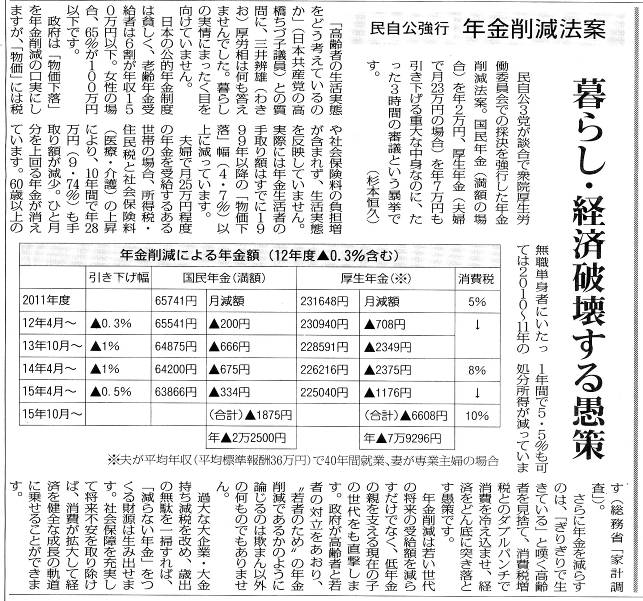 民自公強行　年金削減法案
暮らし・経済破壊する愚策
民自公3党が談合で衆院厚生労
働委員会での採決を強行した年金
削減法案。国民年金（満額の場
合）を年2万円、厚生年金（夫婦
で月23万円の場合）を年7万円も
引き下げる重大な中身なのに、た
った3時間の審議という暴挙で
す。　（杉本恒久）
「高齢者の生活実態
をどう考えているの
か」（日本共産党の高
橋ちづ子議員）との質
問に、三井辨雄（わき
お）厚労相は何も答え
ませんでした。暮らし
の実情にまったく目を
向けていません。
日本の公的年金制度
は貧しく、老齢年金受
給者は6割が年収15
0万円以下。女性の場
合、65％が100万円
以下です。
政府は「物価下落」
を年金削減の口実にし
ますが、「物価」には税
や社会保険料の負担増
が含まれず、生活実態
を反映していません。
実際には年金生活者の
手取り額はすでに19
99年以降の「物価下
落」幅（4・7％）以
上に減っています。
夫婦で月25万円程度
の年金を受給するある
世帯の場合、所得税・
住民税と社会保険料
（医療・介護）の上昇
により、10年間で28
万円（9・74％）も手
取り額が減少。ひと月
分を上回る年金が消え
ています。60歳以上の
無職単身者にいたっ
ては2010〜11年の
1年間で5・5％も可
処分所得が減っていま
す（総務省「家計調
査」）。
さらに年金を減らす
のは、「ぎりぎりで生
きている」と嘆く高齢
者を見捨て、消費税増
税とのダブルパンチで
消費を冷え込ませ、経
済をどん底に突き落と
す愚策です。
年金削減は若い世代
の将来の受給額を減ら
すだけでなく、低年金
の親を支える現在の子
の世代をも直撃しま
す。政府が高齢者と若
者の対立をあおり、
“若者のため”の年金
削減であるかのように
論じるのは欺まん以外
の何ものでもありませ
ん。
過大な大企業・大金
持ち減税を改め、歳出
の無駄を一掃すれば、
「減らない年金」をつ
くる財源は生み出せま
す。社会保障を充実し
て将来不安を取り除け
ば、消費が拡大して経
済を健全な成長の軌道
に乗せることができま
す。
年金削減による年金額（12年度▲0.3％含む）
引き下げ幅　国民年金（満額）　厚生年金（※）　消費税
2011年度　65741円　月減額　231648円　月減額　5％
12年4月〜　▲0.3％　65541円　▲200円　230940円　▲708円　↓
13年10月〜　▲1％　64875円　▲666円　228591円　▲2349円
14年4月〜　▲1％　64200円　▲675円　226216円　▲2375円　8％
15年4月〜　▲0.5％　63866円　▲334円　225040円　▲1176円　↓
15年10月〜　（合計）▲1875円　（合計）▲6608円　10％
年▲2万2500円　年▲7万9296円
※夫が平均年収（平均標準報酬36万円）で40年間就業、妻が専業主婦の場合